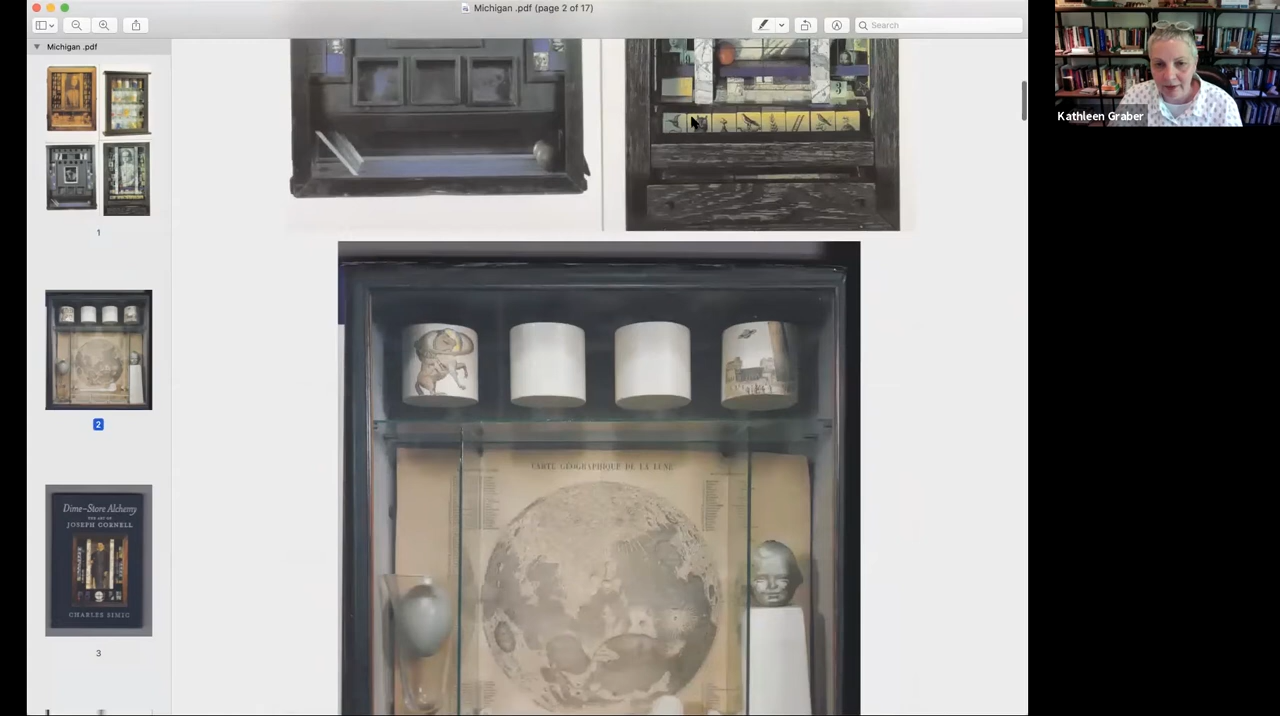 Michigan .pdf (page 2 of 17)
Search
Michigan .pdf
1
2
Dime-Store Alchemy
THE ART OF
JOSEPH CORNELL
CHARLES SIMIC
3
CARTE GÉOGRAPHIQUE DE LA LUNE
Kathleen Graber